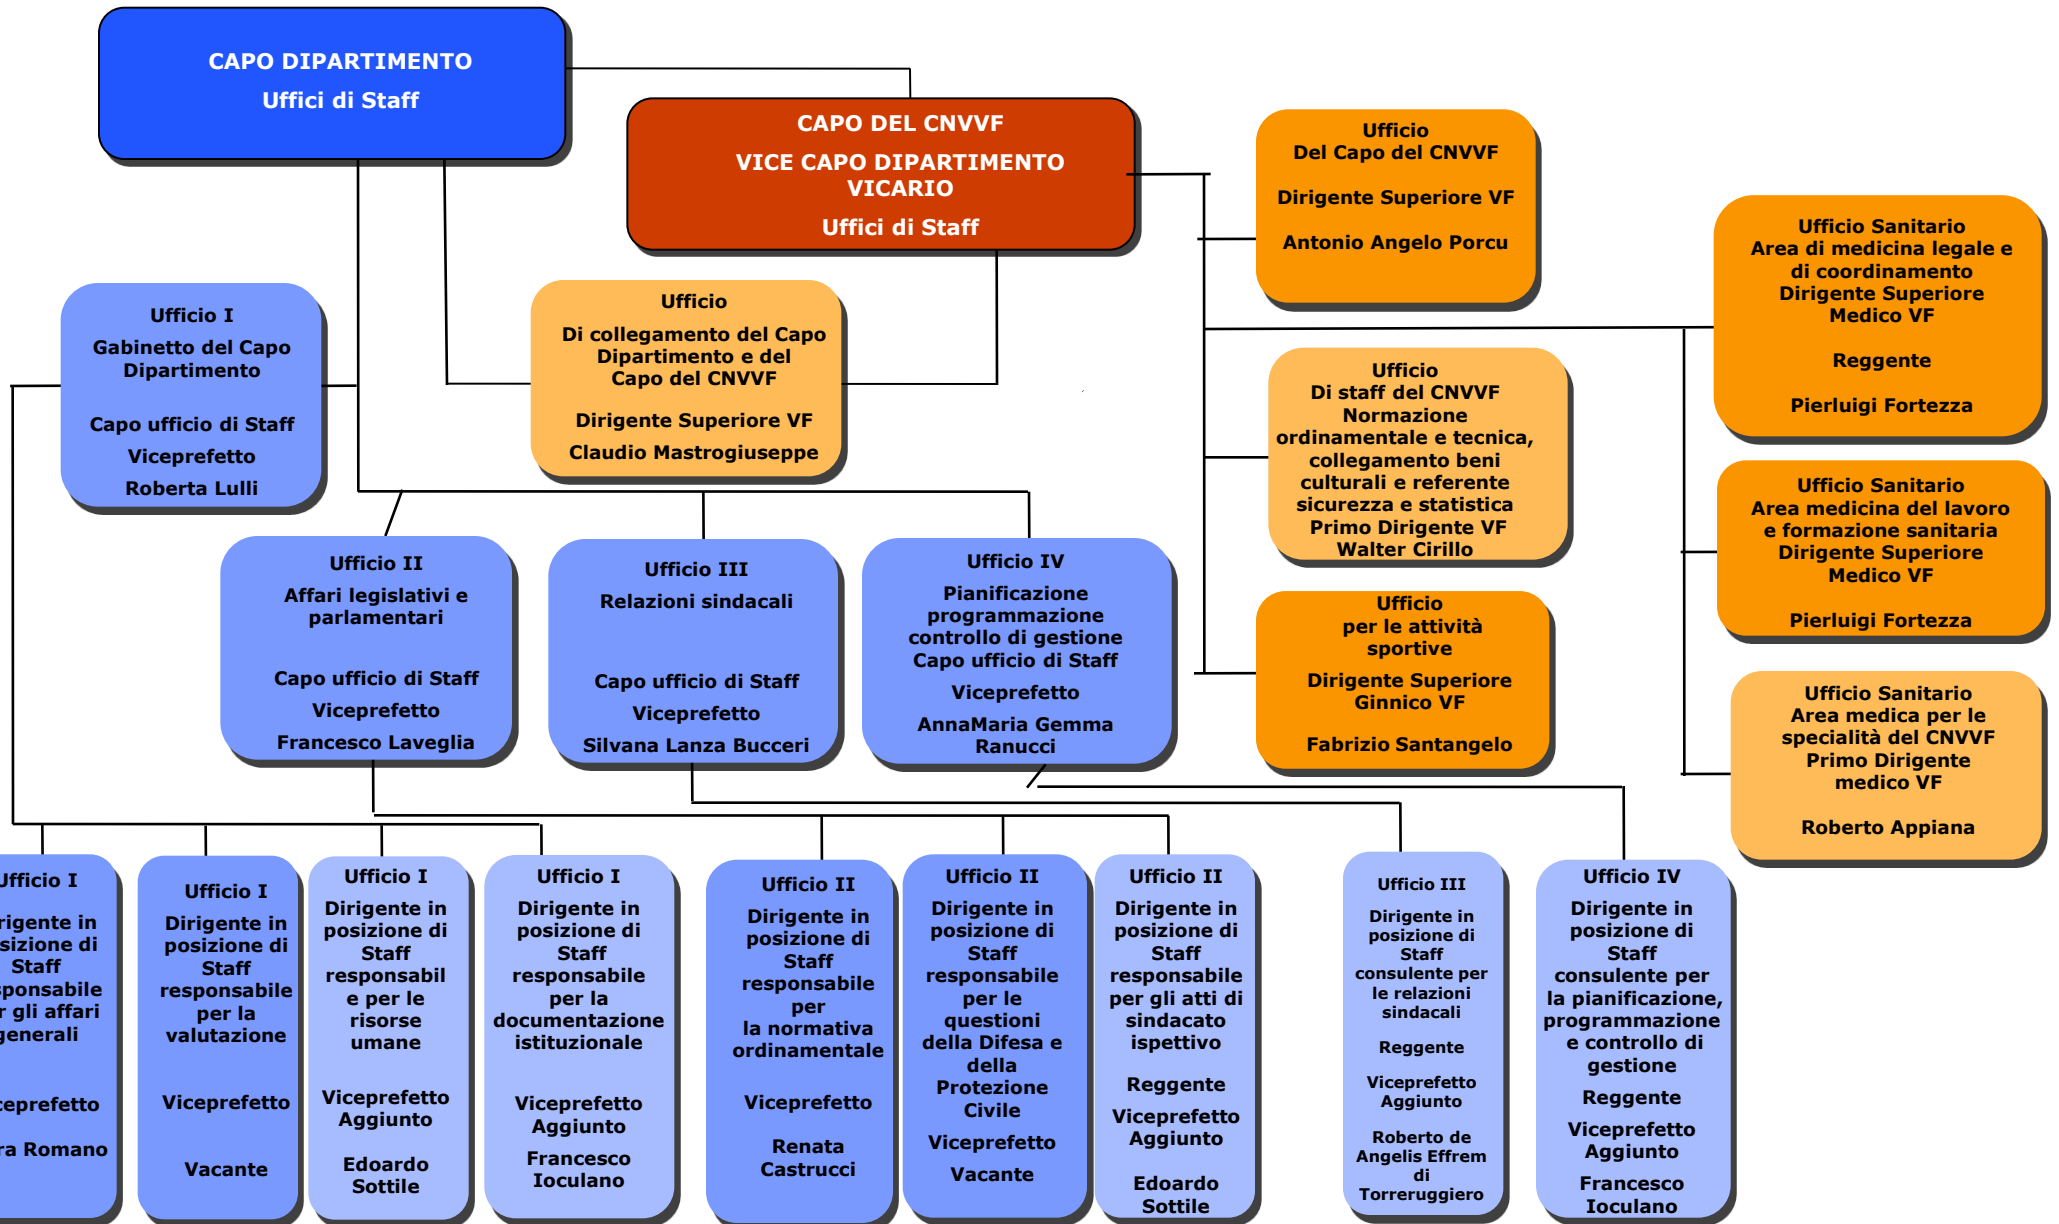 CAPO DIPARTIMENTO
Uffici di Staff
CAPO DEL CNVVF
VICE CAPO DIPARTIMENTO
VICARIO
Uffici di Staff
Ufficio
Del Capo del CNVVF
Dirigente Superiore VF
Antonio Angelo Porcu
Ufficio Sanitario
Area di medicina legale e
di coordinamento
Dirigente Superiore
Medico VF
Reggente
Pierluigi Fortezza
Ufficio I
Gabinetto del Capo
Dipartimento
Capo ufficio di Staff
Viceprefetto
Roberta Lulli
Ufficio
Di collegamento del Capo
Dipartimento e del
Capo del CNVVF
Dirigente Superiore VF
Claudio Mastrogiuseppe
Ufficio
Di staff del CNVVF
Normazione
ordinamentale e tecnica,
collegamento beni
culturali e referente
sicurezza e statistica
Primo Dirigente VF
Walter Cirillo
Ufficio Sanitario
Area medicina del lavoro
e formazione sanitaria
Dirigente Superiore
Medico VF
Pierluigi Fortezza
Ufficio II
Affari legislativi e
parlamentari
Capo ufficio di Staff
Viceprefetto
Francesco Laveglia
Ufficio III
Relazioni sindacali
Capo ufficio di Staff
Viceprefetto
Silvana Lanza Bucceri
Ufficio IV
Pianificazione
programmazione
controllo di gestione
Capo ufficio di Staff
Viceprefetto
AnnaMaria Gemma
Ranucci
Ufficio
per le attività
sportive
Dirigente Superiore
Ginnico VF
Fabrizio Santangelo
Ufficio Sanitario
Area medica per le
specialità del CNVVF
Primo Dirigente
medico VF
Roberto Appiana
I
in
di
Staff
gli affari
Romano
Ufficio I
Dirigente in
posizione di
Staff
responsabile
per la
valutazione
Viceprefetto
Vacante
Ufficio I
Dirigente in
posizione di
Staff
responsabil
e per le
risorse
umane
Viceprefetto
Aggiunto
Edoardo
Sottile
Ufficio I
Dirigente in
posizione di
Staff
responsabile
per la
documentazione
istituzionale
Viceprefetto
Aggiunto
Francesco
Ioculano
Ufficio II
Dirigente in
posizione di
Staff
responsabile
per
la normativa
ordinamentale
Viceprefetto
Renata
Castrucci
Ufficio II
Dirigente in
posizione di
Staff
responsabile
per le
questioni
della Difesa e
della
Protezione
Civile
Viceprefetto
Vacante
Ufficio II
Dirigente in
posizione di
Staff
responsabile
per gli atti di
sindacato
ispettivo
Reggente
Viceprefetto
Aggiunto
Edoardo
Sottile
Ufficio III
Dirigente in
posizione di
Staff
consulente per
le relazioni
sindacali
Reggente
Viceprefetto
Aggiunto
Roberto de
Angelis Effrem
di
Torreruggiero
Ufficio IV
Dirigente in
posizione di
Staff
consulente per
la pianificazione,
programmazione
e controllo di
gestione
Reggente
Viceprefetto
Aggiunto
Francesco
Ioculano